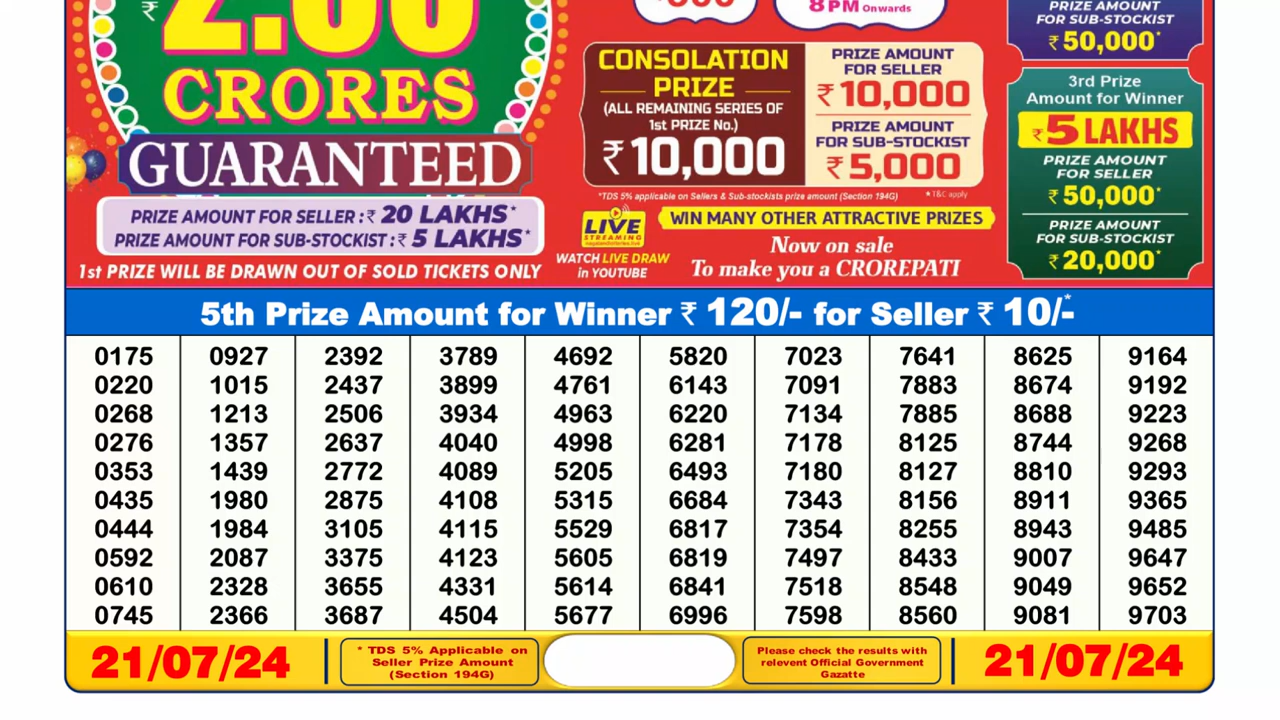 ₹ 2.00
CRORES
GUARANTEED
PRIZE AMOUNT FOR SELLER : ₹ 20 LAKHS*
PRIZE AMOUNT FOR SUB-STOCKIST : ₹ 5 LAKHS*
1st PRIZE WILL BE DRAWN OUT OF SOLD TICKETS ONLY
8 PM Onwards
CONSOLATION
PRIZE
(ALL REMAINING SERIES OF
1st PRIZE No.)
₹ 10,000
PRIZE AMOUNT
FOR SELLER
₹ 10,000
PRIZE AMOUNT
FOR SUB-STOCKIST
₹ 5,000
*TDS 5% applicable on Sellers & Sub-stockists prize amount (Section 194G)
*T&C apply
LIVE
STREAMING
WATCH LIVE DRAW
in YOUTUBE
WIN MANY OTHER ATTRACTIVE PRIZES
Now on sale
To make you a CROREPATI
PRIZE AMOUNT
FOR SUB-STOCKIST
₹ 50,000*
3rd Prize
Amount for Winner
₹ 5 LAKHS
PRIZE AMOUNT
FOR SELLER
₹ 50,000*
PRIZE AMOUNT
FOR SUB-STOCKIST
₹ 20,000*
5th Prize Amount for Winner ₹ 120/- for Seller ₹ 10/-*
0175 0927 2392 3789 4692 5820 7023 7641 8625 9164
0220 1015 2437 3899 4761 6143 7091 7883 8674 9192
0268 1213 2506 3934 4963 6220 7134 7885 8688 9223
0276 1357 2637 4040 4998 6281 7178 8125 8744 9268
0353 1439 2772 4089 5205 6493 7180 8127 8810 9293
0435 1980 2875 4108 5315 6684 7343 8156 8911 9365
0444 1984 3105 4115 5529 6817 7354 8255 8943 9485
0592 2087 3375 4123 5605 6819 7497 8433 9007 9647
0610 2328 3655 4331 5614 6841 7518 8548 9049 9652
0745 2366 3687 4504 5677 6996 7598 8560 9081 9703
21/07/24
* TDS 5% Applicable on
Seller Prize Amount
(Section 194G)
Please check the results with
relevent Official Government
Gazatte
21/07/24